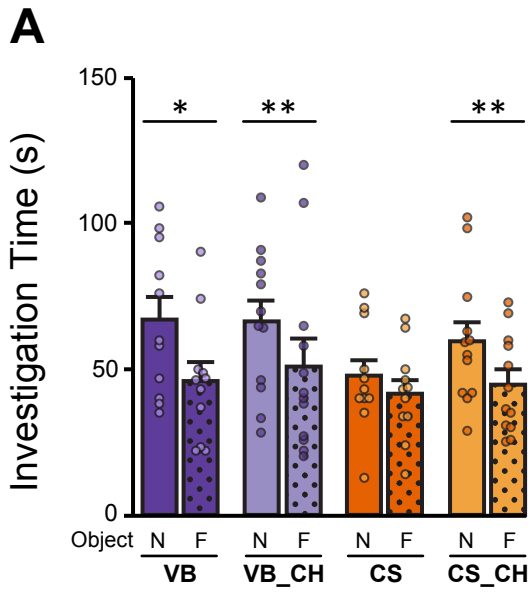 A
Investigation Time (s)
150
100
50
0
* ** **
Object N F N F N F N F
VB VB_CH CS CS_CH